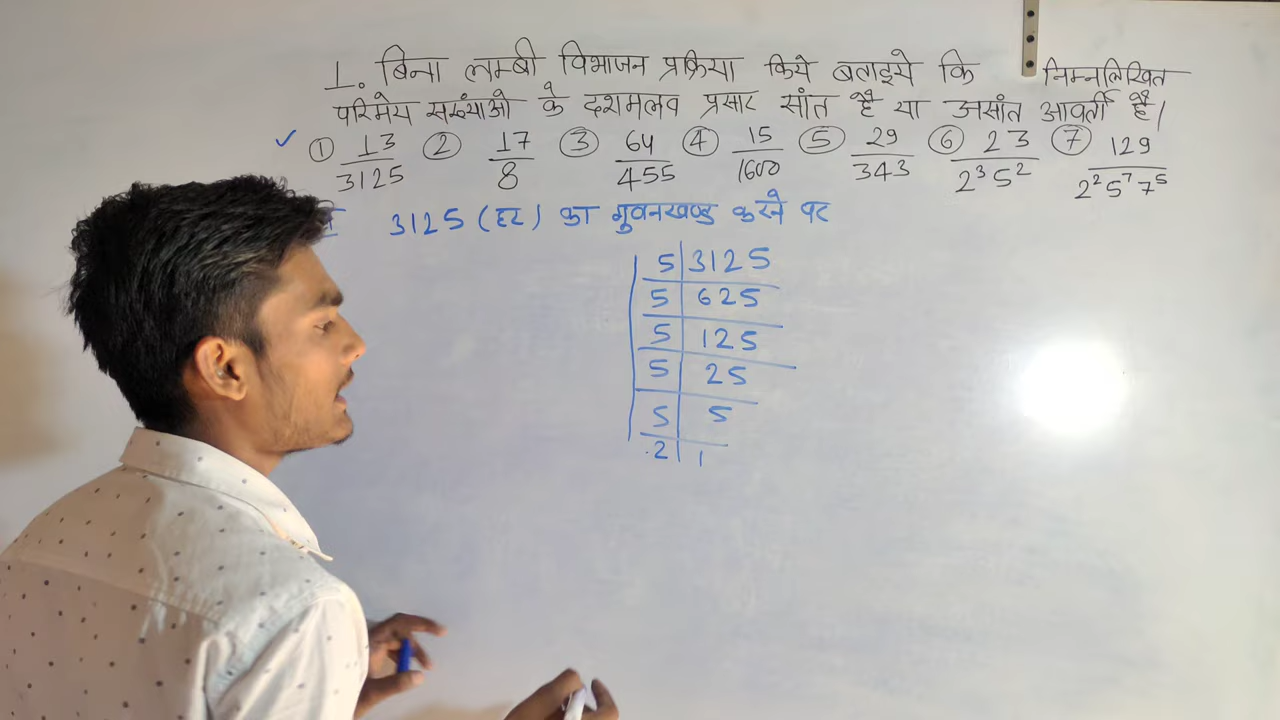 1. बिना लम्बी विभाजन प्रक्रिया किये बताइये कि निम्नलिखित
परिमेय सख्यांओ के दशमलव प्रसार सांत है या असांत आवर्ती है।
✓ ① 13/3125 ② 17/8 ③ 64/455 ④ 15/1600 ⑤ 29/343 ⑥ 23/2³5² ⑦ 129/2²5⁷7⁵
3125 (हर) का गुवनखण्ड करने पर
5 | 3125
5 | 625
5 | 125
5 | 25
5 | 5
.2 | 1